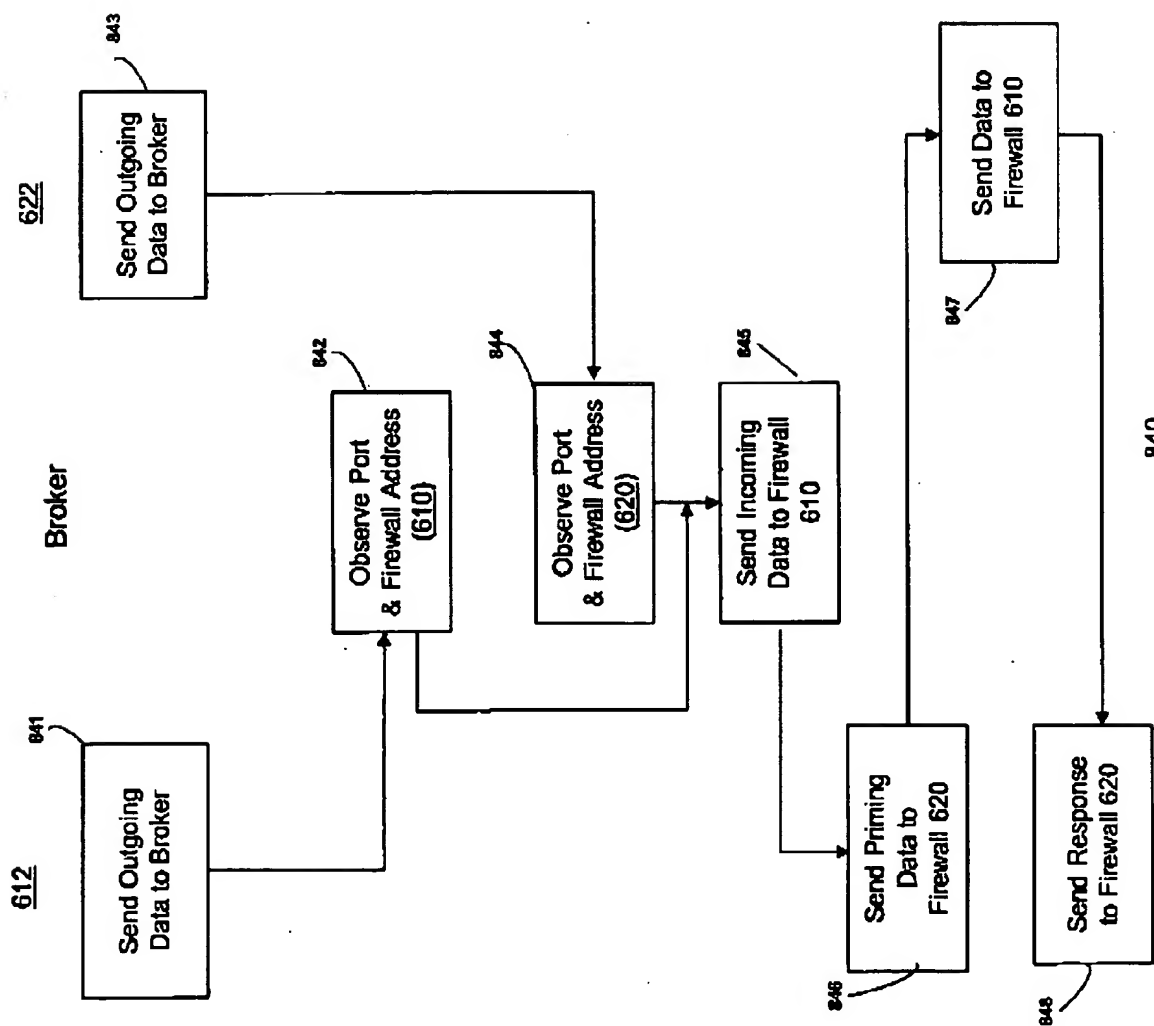 612
Broker
622
841
Send Outgoing
Data to Broker
843
Send Outgoing
Data to Broker
842
Observe Port
& Firewall Address
(610)
844
Observe Port
& Firewall Address
(620)
845
Send Incoming
Data to Firewall
610
846
Send Priming
Data to
Firewall 620
847
Send Data to
Firewall 610
848
Send Response
to Firewall 620
840